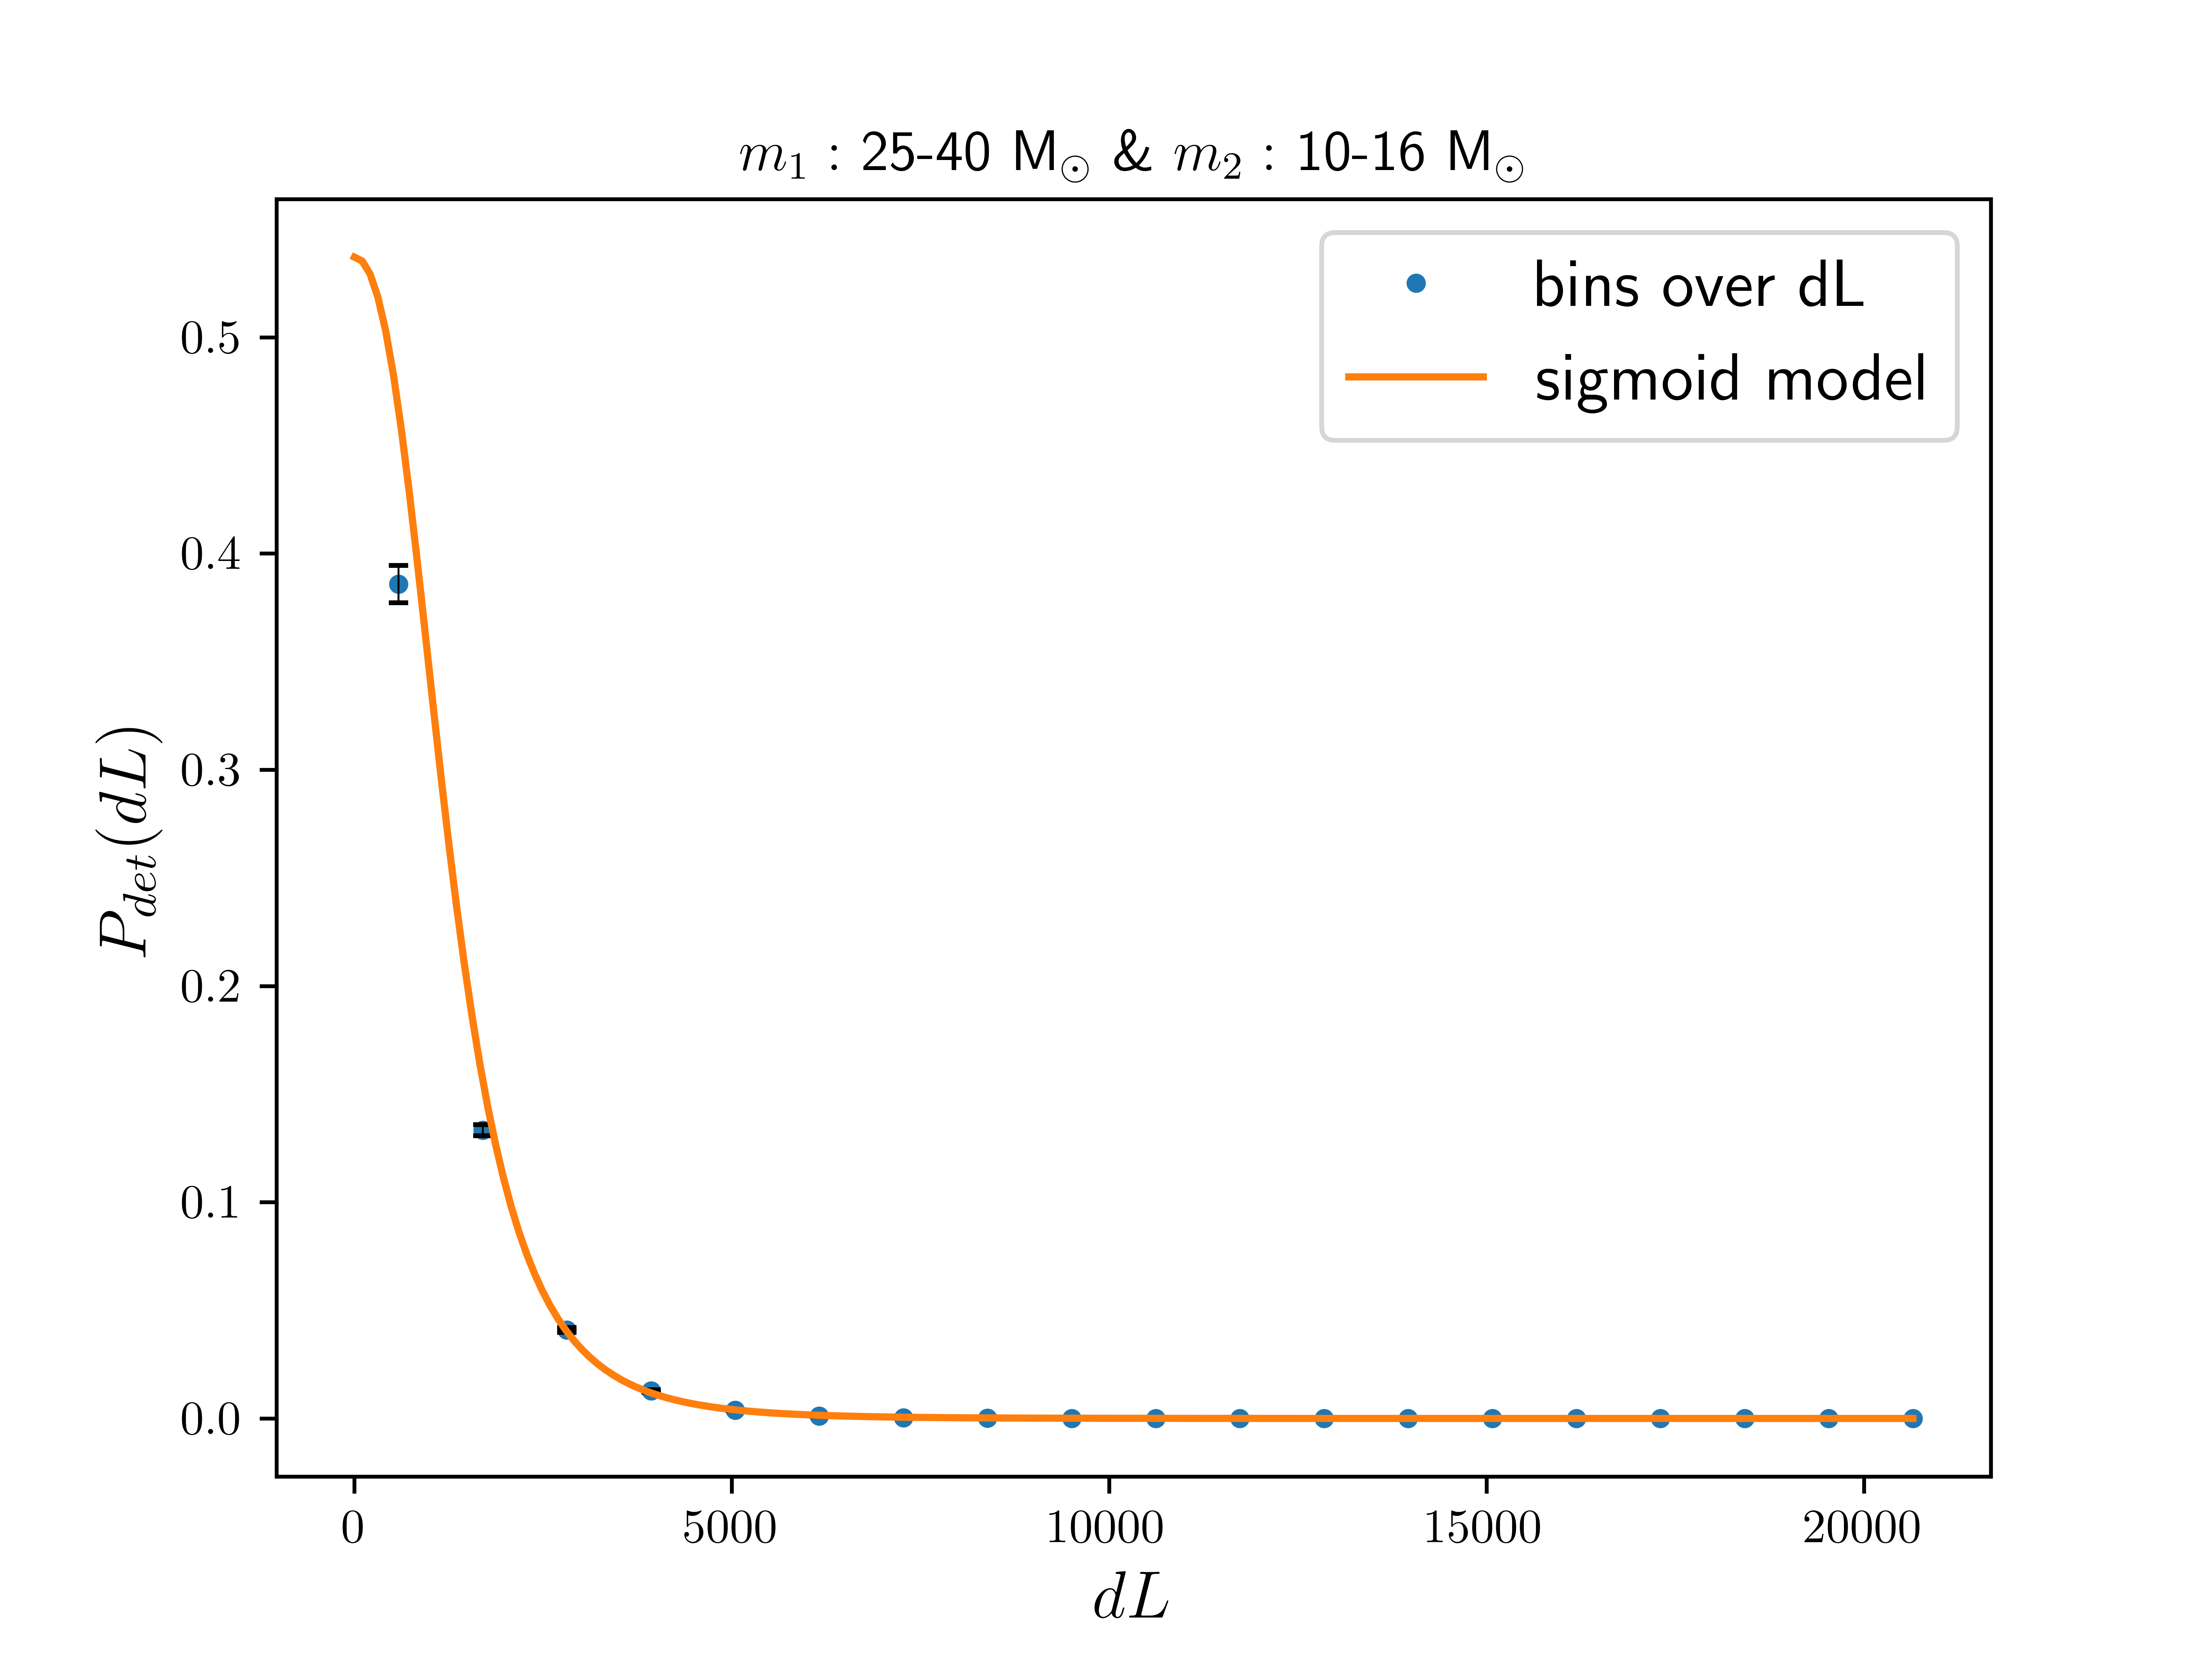 m₁ : 25-40 M⊙ & m₂ : 10-16 M⊙
bins over dL
sigmoid model
P_det(dL)
0.5
0.4
0.3
0.2
0.1
0.0
0 5000 10000 15000 20000
dL